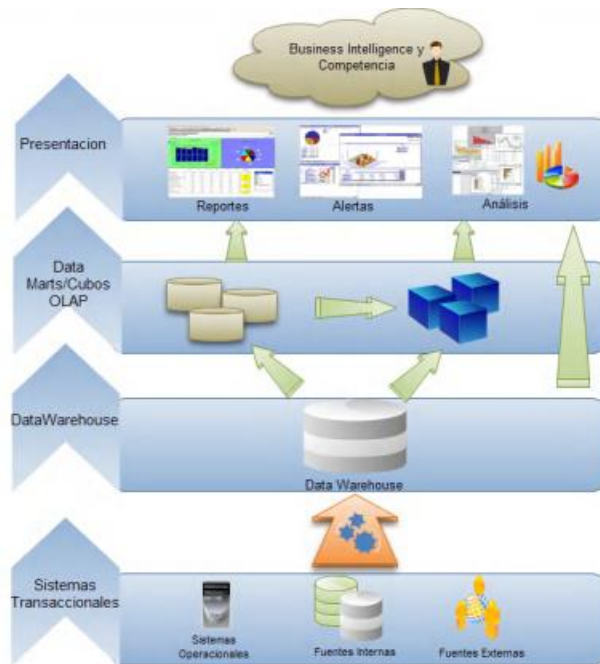 Business Intelligence y
Competencia
Presentacion
Reportes
Alertas
Análisis
Data
Marts/Cubos
OLAP
DataWarehouse
Data Warehouse
Sistemas
Transaccionales
Sistemas
Operacionales
Fuentes Internas
Fuentes Externas